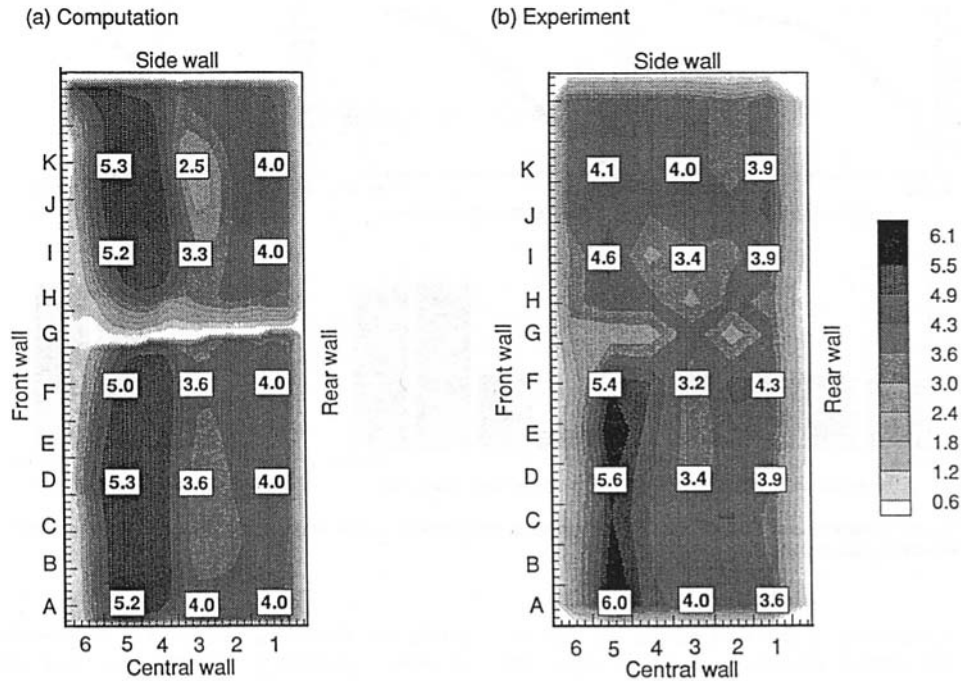 (a) Computation
(b) Experiment
Side wall
Side wall
K 5.3 2.5 4.0
J
I 5.2 3.3 4.0
H
G
F 5.0 3.6 4.0
E
D 5.3 3.6 4.0
C
B
A 5.2 4.0 4.0
6 5 4 3 2 1
Central wall
Front wall
Rear wall
K 4.1 4.0 3.9
J
I 4.6 3.4 3.9
H
G
F 5.4 3.2 4.3
E
D 5.6 3.4 3.9
C
B
A 6.0 4.0 3.6
6 5 4 3 2 1
Central wall
Front wall
Rear wall
6.1
5.5
4.9
4.3
3.6
3.0
2.4
1.8
1.2
0.6